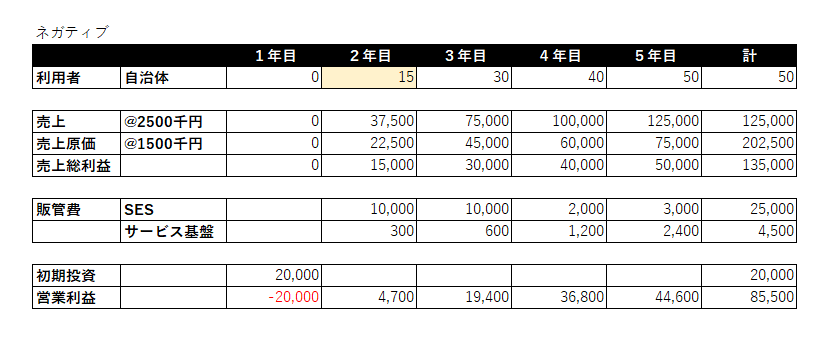 ネガティブ
１年目 ２年目 ３年目 ４年目 ５年目 計
利用者 自治体 0 15 30 40 50 50
売上 @2500千円 0 37,500 75,000 100,000 125,000 125,000
売上原価 @1500千円 0 22,500 45,000 60,000 75,000 202,500
売上総利益 0 15,000 30,000 40,000 50,000 135,000
販管費 SES 10,000 10,000 2,000 3,000 25,000
サービス基盤 300 600 1,200 2,400 4,500
初期投資 20,000 20,000
営業利益 -20,000 4,700 19,400 36,800 44,600 85,500